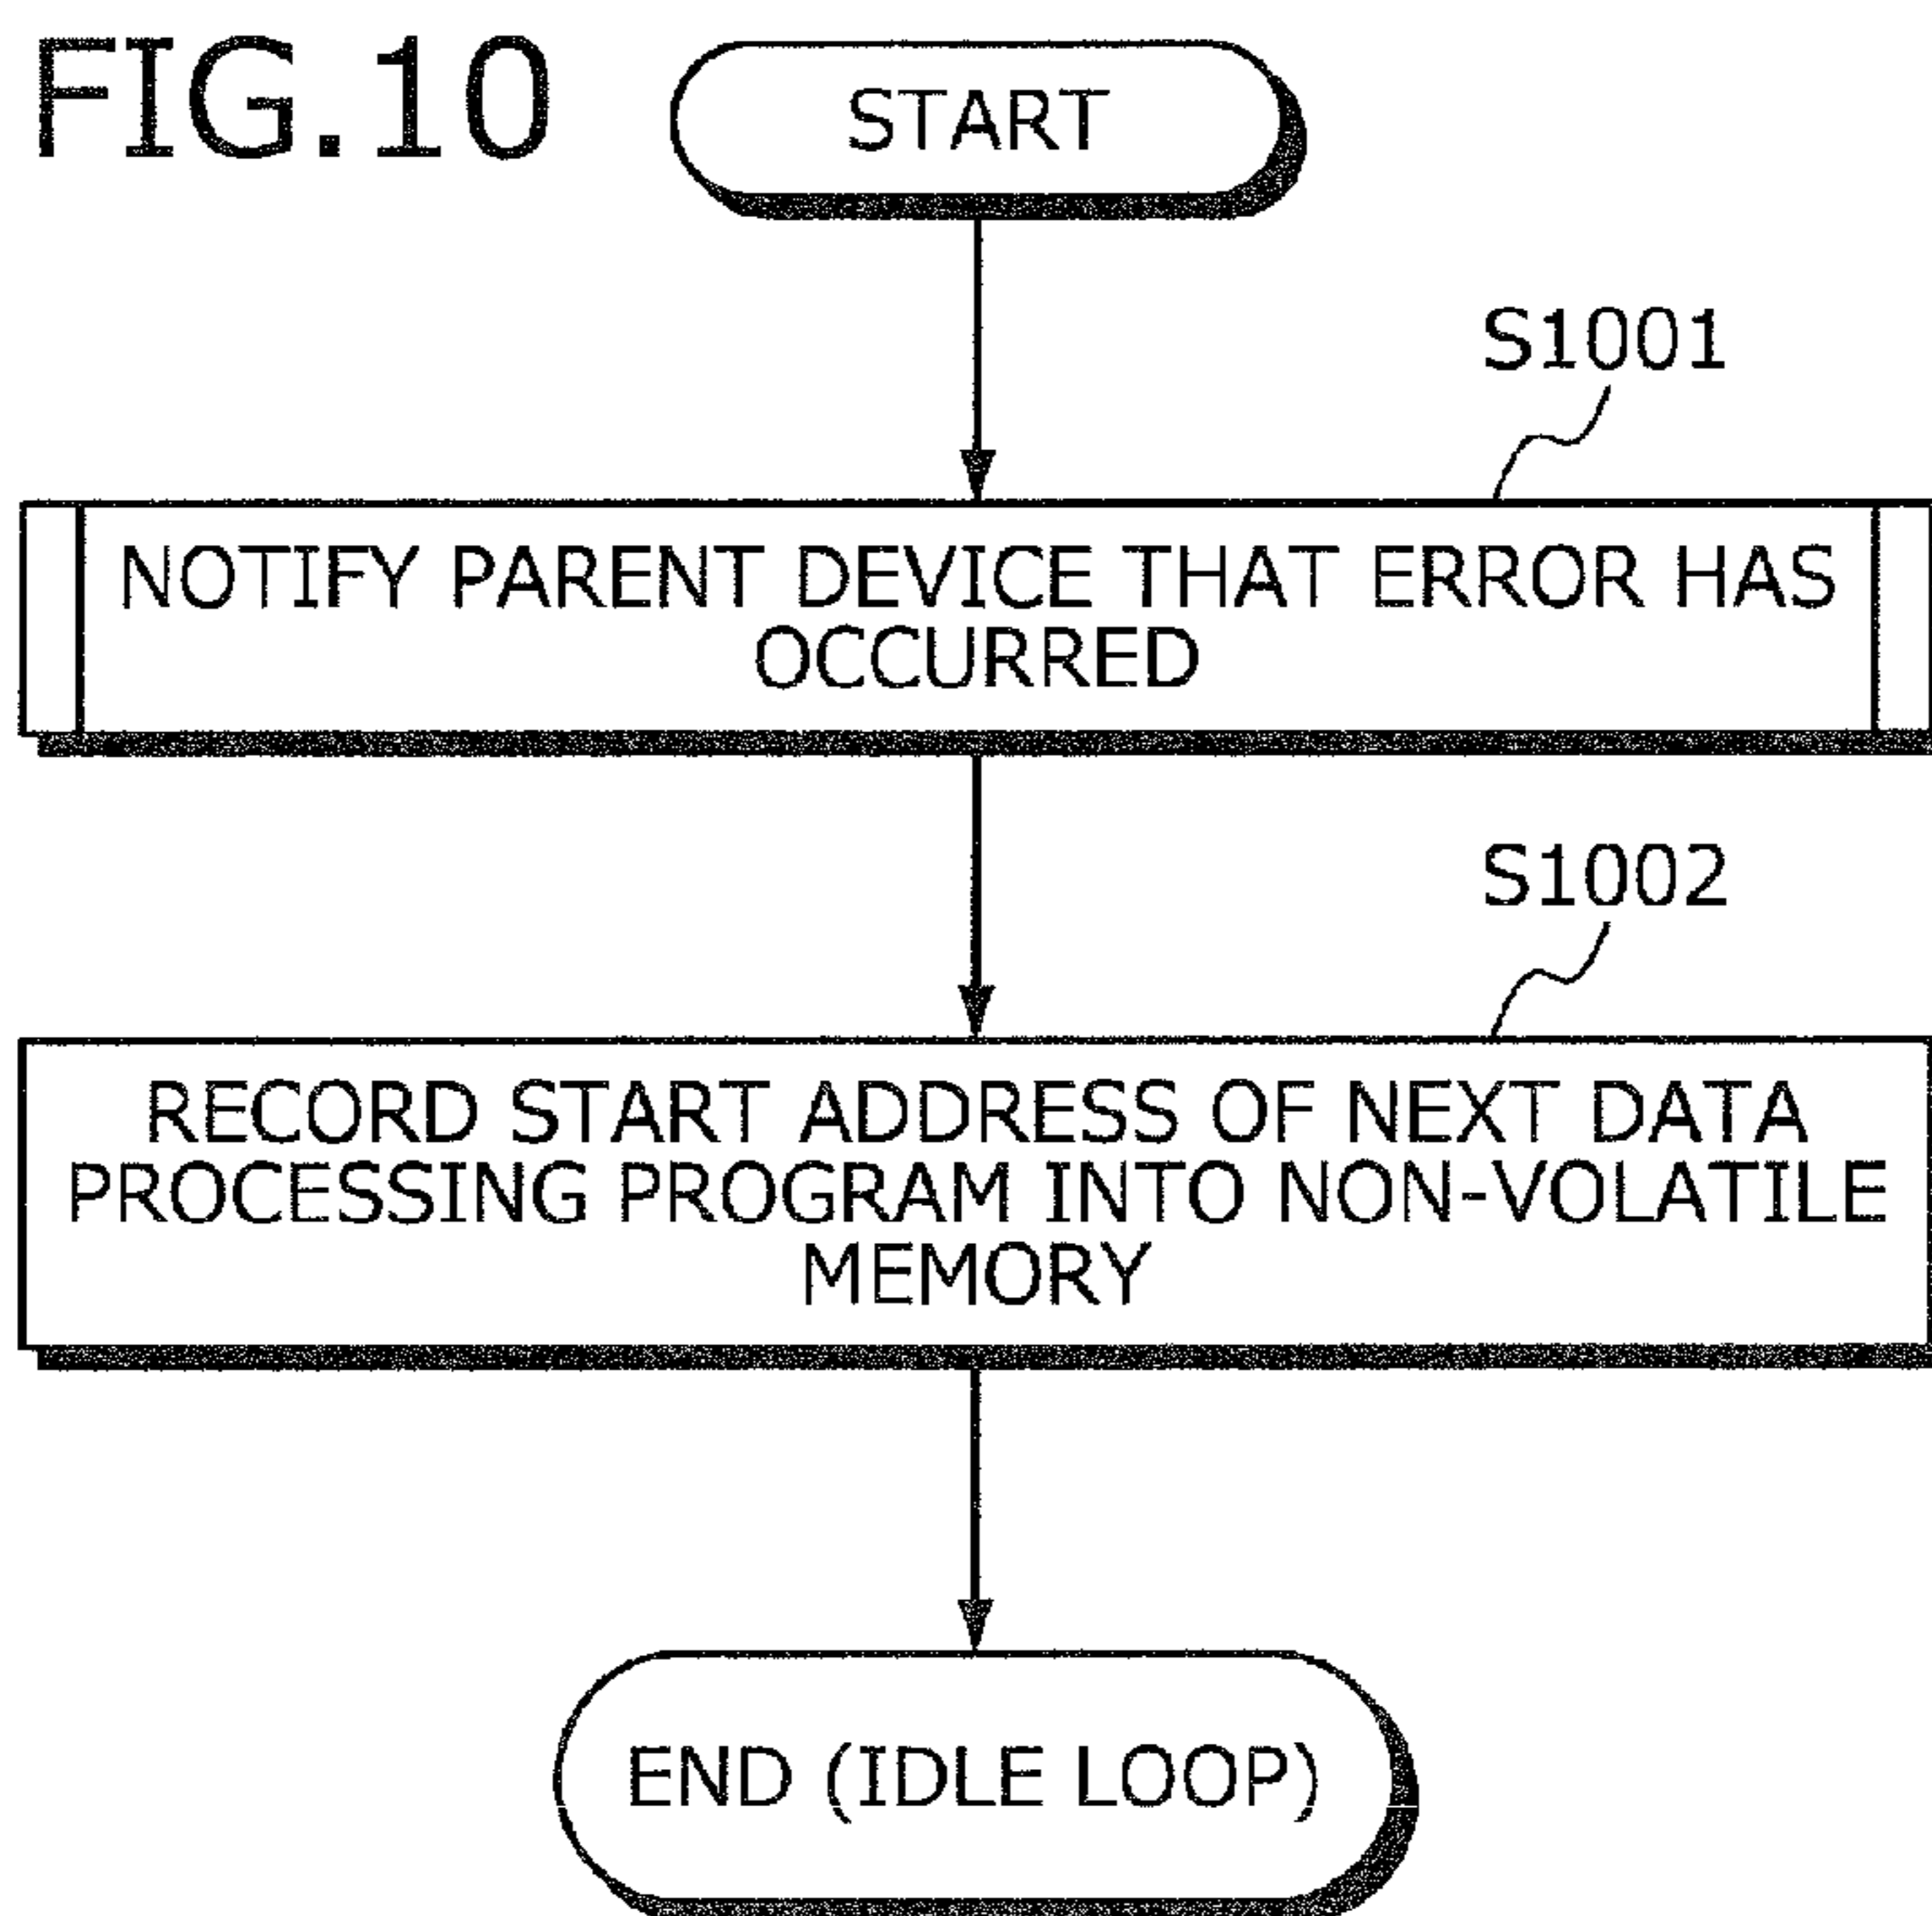 FIG.10
START
S1001
NOTIFY PARENT DEVICE THAT ERROR HAS
OCCURRED
S1002
RECORD START ADDRESS OF NEXT DATA
PROCESSING PROGRAM INTO NON-VOLATILE
MEMORY
END (IDLE LOOP)